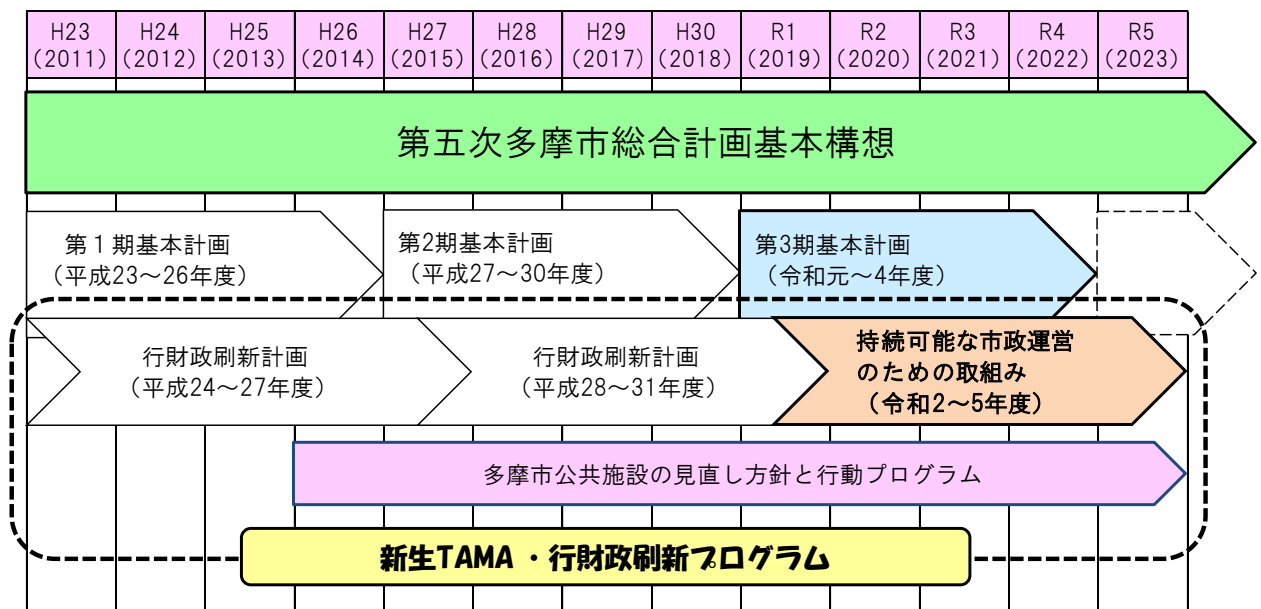 H23 H24 H25 H26 H27 H28 H29 H30 R1 R2 R3 R4 R5
(2011) (2012) (2013) (2014) (2015) (2016) (2017) (2018) (2019) (2020) (2021) (2022) (2023)
第五次多摩市総合計画基本構想
第１期基本計画
(平成23～26年度)
第2期基本計画
(平成27～30年度)
第3期基本計画
(令和元～4年度)
行財政刷新計画
(平成24～27年度)
行財政刷新計画
(平成28～31年度)
持続可能な市政運営
のための取組み
(令和2～5年度)
多摩市公共施設の見直し方針と行動プログラム
新生TAMA・行財政刷新プログラム